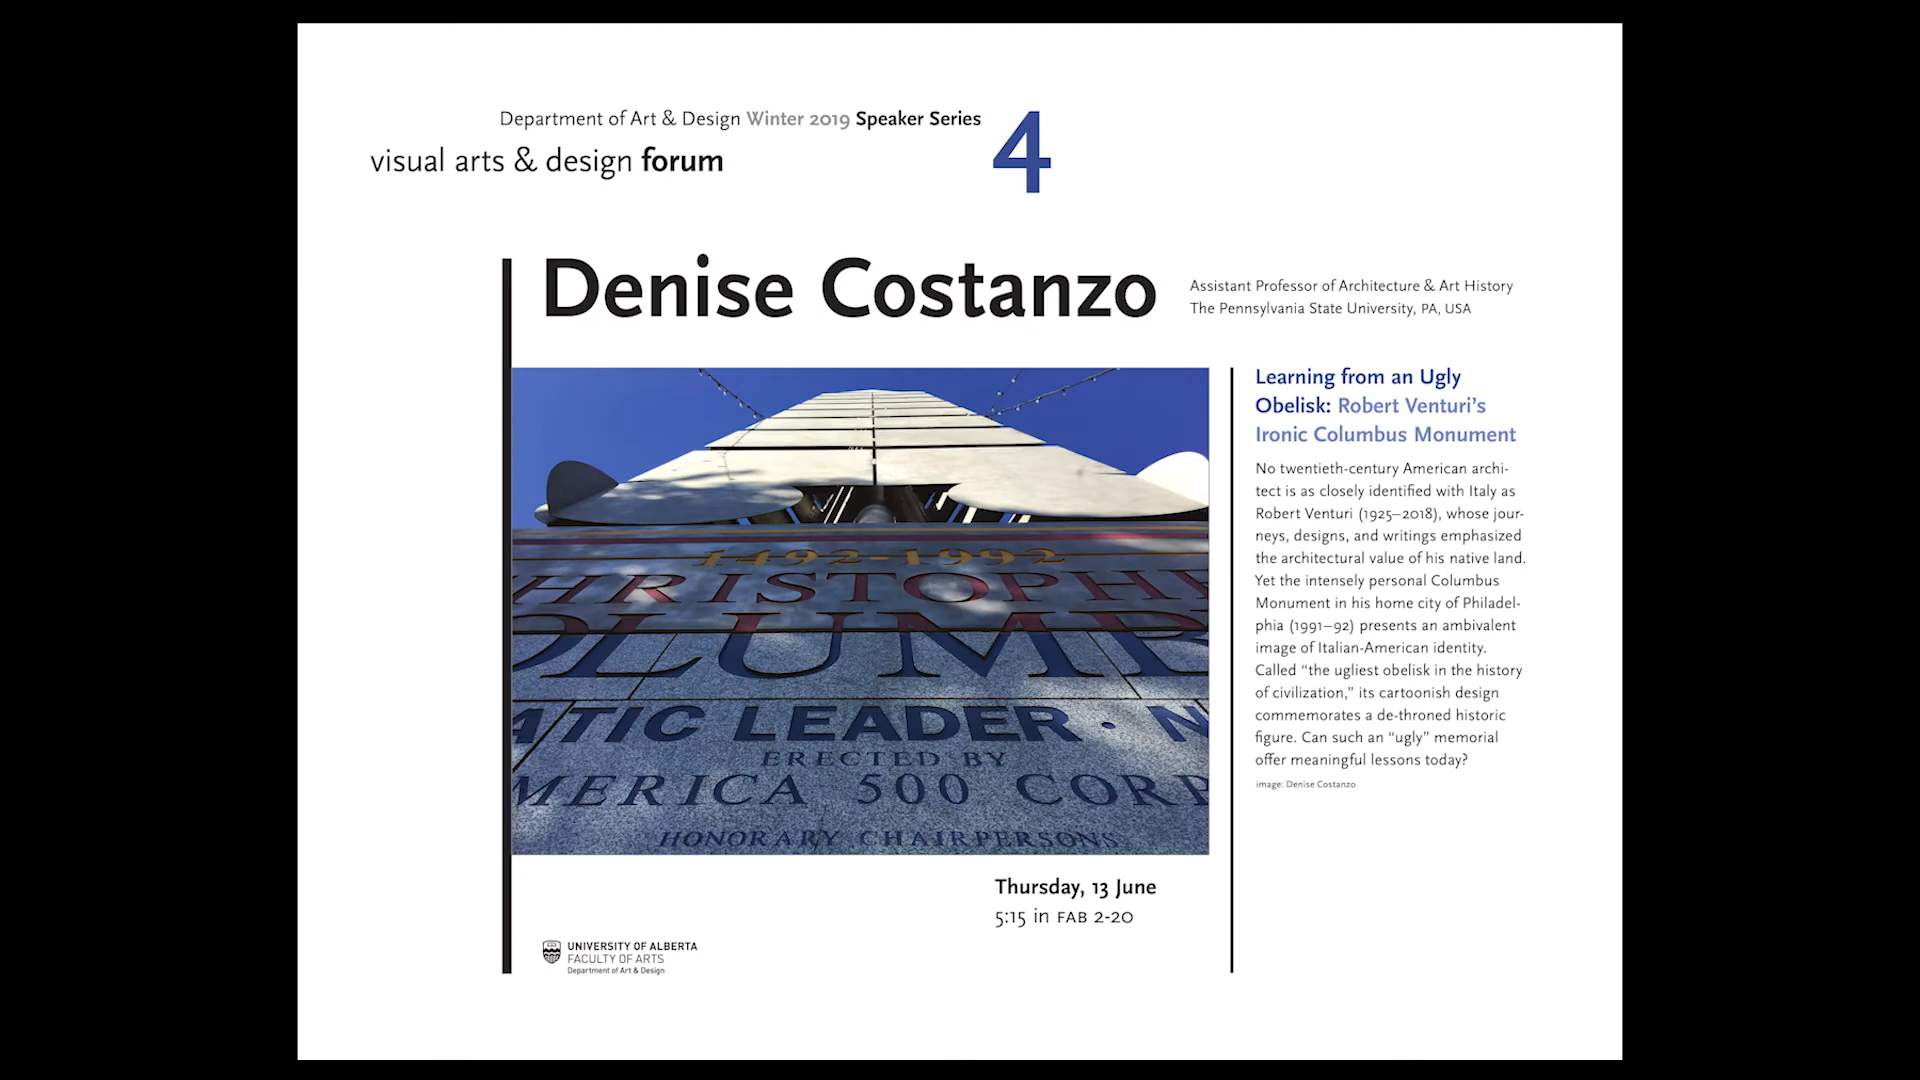 Department of Art & Design Winter 2019 Speaker Series
4
visual arts & design forum
Denise Costanzo
Assistant Professor of Architecture & Art History
The Pennsylvania State University, PA, USA
Learning from an Ugly
Obelisk: Robert Venturi’s
Ironic Columbus Monument
No twentieth-century American archi-
tect is as closely identified with Italy as
Robert Venturi (1925–2018), whose jour-
neys, designs, and writings emphasized
the architectural value of his native land.
Yet the intensely personal Columbus
Monument in his home city of Philadel-
phia (1991–92) presents an ambivalent
image of Italian-American identity.
Called “the ugliest obelisk in the history
of civilization,” its cartoonish design
commemorates a de-throned historic
figure. Can such an “ugly” memorial
offer meaningful lessons today?
image: Denise Costanzo
1492-1992
HRISTOPH
OLUMB
ATIC LEADER · N
ERECTED BY
MERICA 500 CORP
HONORARY CHAIRPERSONS
Thursday, 13 June
5:15 in FAB 2-20
UNIVERSITY OF ALBERTA
FACULTY OF ARTS
Department of Art & Design